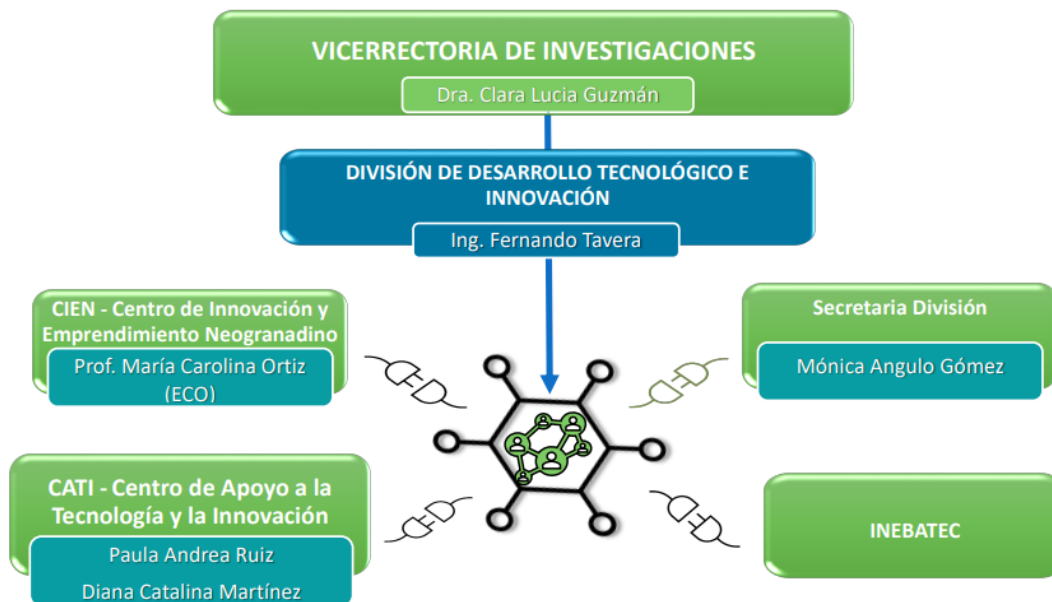 VICERRECTORIA DE INVESTIGACIONES
Dra. Clara Lucia Guzmán
DIVISIÓN DE DESARROLLO TECNOLÓGICO E
INNOVACIÓN
Ing. Fernando Tavera
CIEN - Centro de Innovación y
Emprendimiento Neogranadino
Prof. María Carolina Ortiz
(ECO)
Secretaria División
Mónica Angulo Gómez
CATI - Centro de Apoyo a la
Tecnología y la Innovación
Paula Andrea Ruiz
Diana Catalina Martínez
INEBATEC